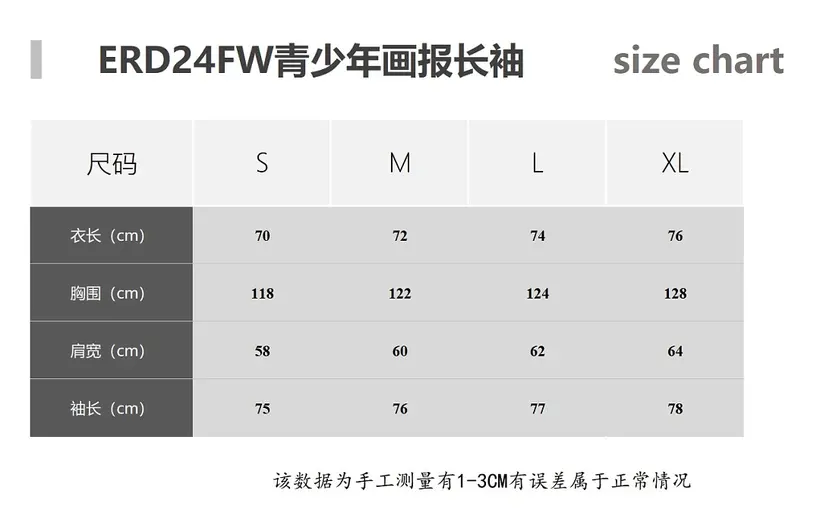 ERD24FW青少年画报长袖 size chart
尺码 S M L XL
衣长（cm） 70 72 74 76
胸围（cm） 118 122 124 128
肩宽（cm） 58 60 62 64
袖长（cm） 75 76 77 78
该数据为手工测量有1-3CM有误差属于正常情况